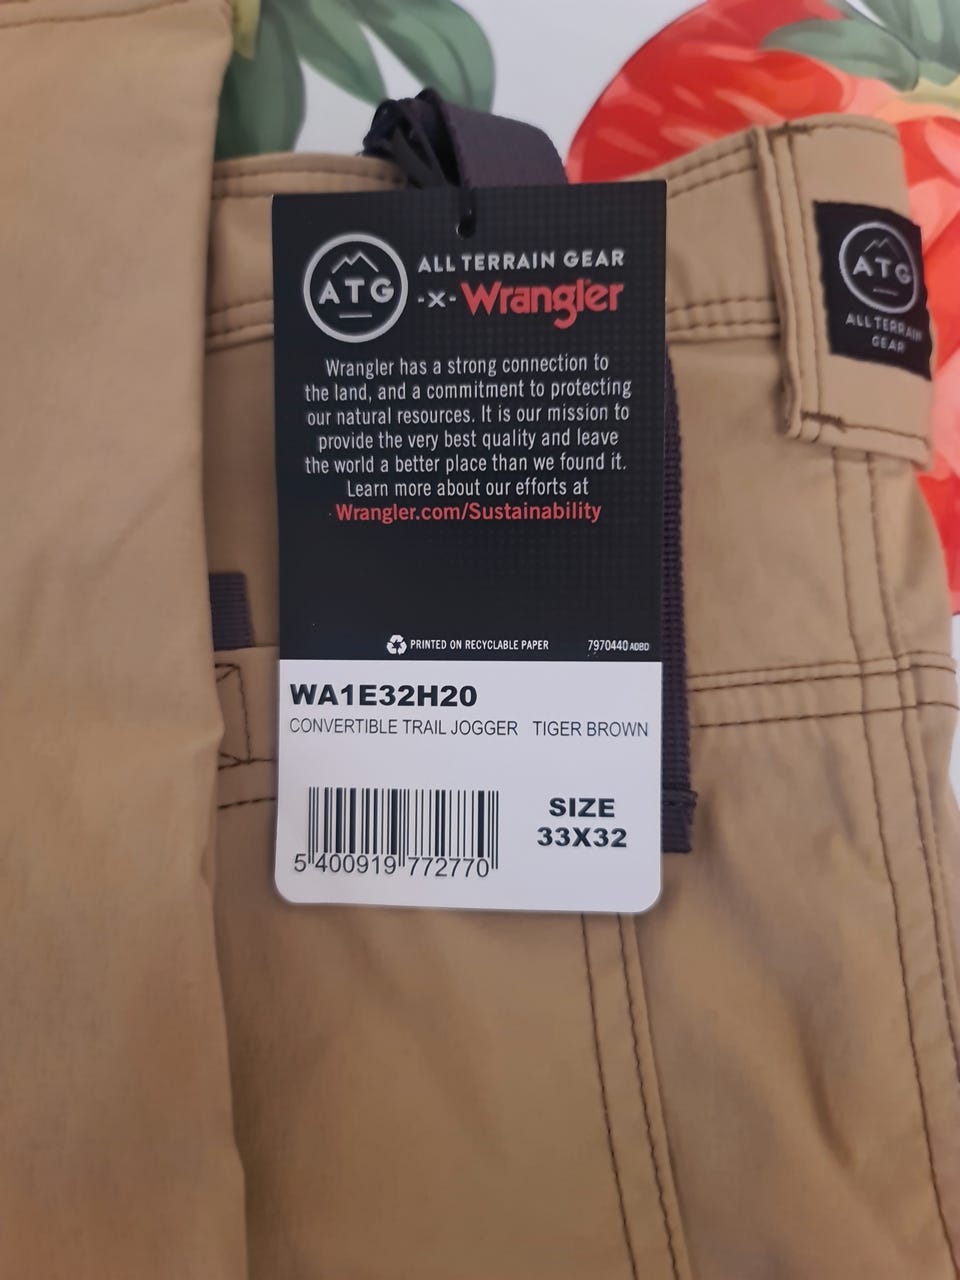 ATG
ALL TERRAIN GEAR
-X- Wrangler
Wrangler has a strong connection to
the land, and a commitment to protecting
our natural resources. It is our mission to
provide the very best quality and leave
the world a better place than we found it.
Learn more about our efforts at
Wrangler.com/Sustainability
PRINTED ON RECYCLABLE PAPER 7970440 A0BD
WA1E32H20
CONVERTIBLE TRAIL JOGGER TIGER BROWN
SIZE
33X32
5 400919 772770
ATG
ALL TERRAIN
GEAR